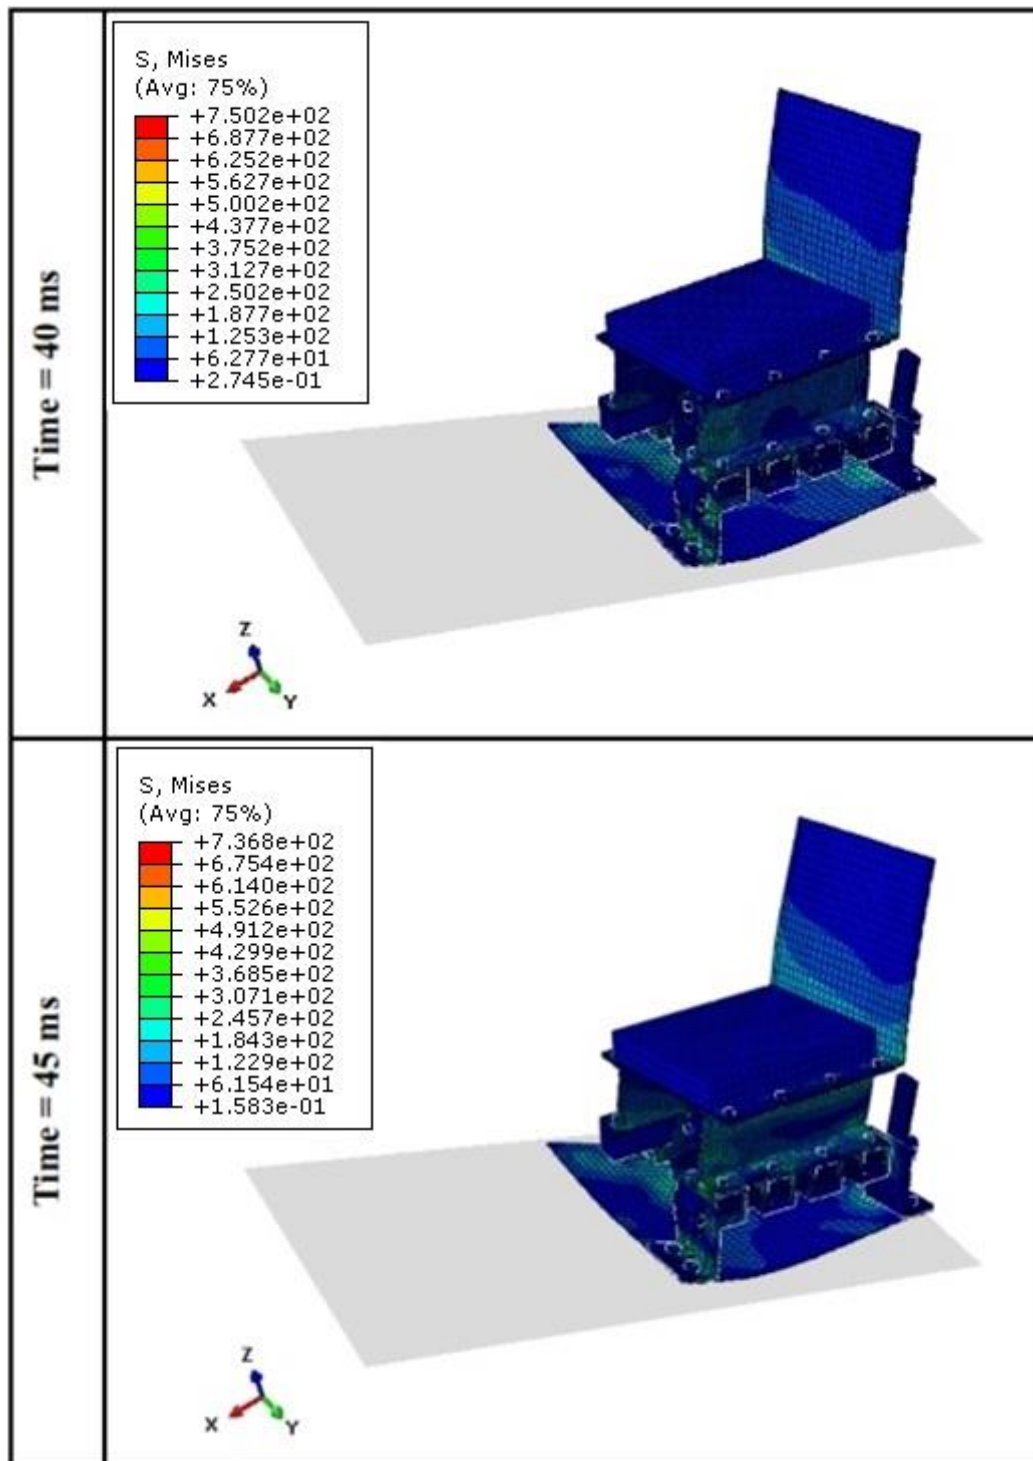 Time = 40 ms
S, Mises
(Avg: 75%)
+7.502e+02
+6.877e+02
+6.252e+02
+5.627e+02
+5.002e+02
+4.377e+02
+3.752e+02
+3.127e+02
+2.502e+02
+1.877e+02
+1.253e+02
+6.277e+01
+2.745e-01
Z
X
Y
Time = 45 ms
S, Mises
(Avg: 75%)
+7.368e+02
+6.754e+02
+6.140e+02
+5.526e+02
+4.912e+02
+4.299e+02
+3.685e+02
+3.071e+02
+2.457e+02
+1.843e+02
+1.229e+02
+6.154e+01
+1.583e-01
Z
X
Y